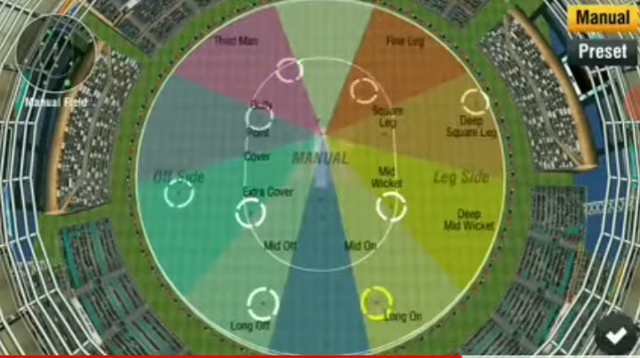 Manual
Preset
Third Man
Fine Leg
Manual Field
Gully
Square
Leg
Point
Deep
Square Leg
Cover
MANUAL
Off Side
Mid
Wicket
Leg Side
Extra Cover
Deep
Mid Wicket
Mid Off
Mid On
Long Off
Long On